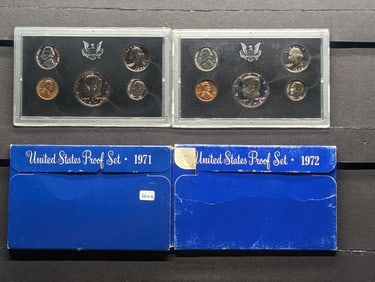 United States Proof Set · 1971
United States Proof Set · 1972